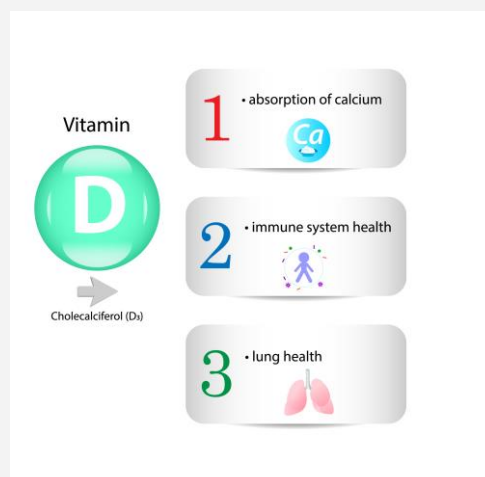 Vitamin
D
Cholecalciferol (D₃)
1
• absorption of calcium
Ca
2
• immune system health
3
• lung health